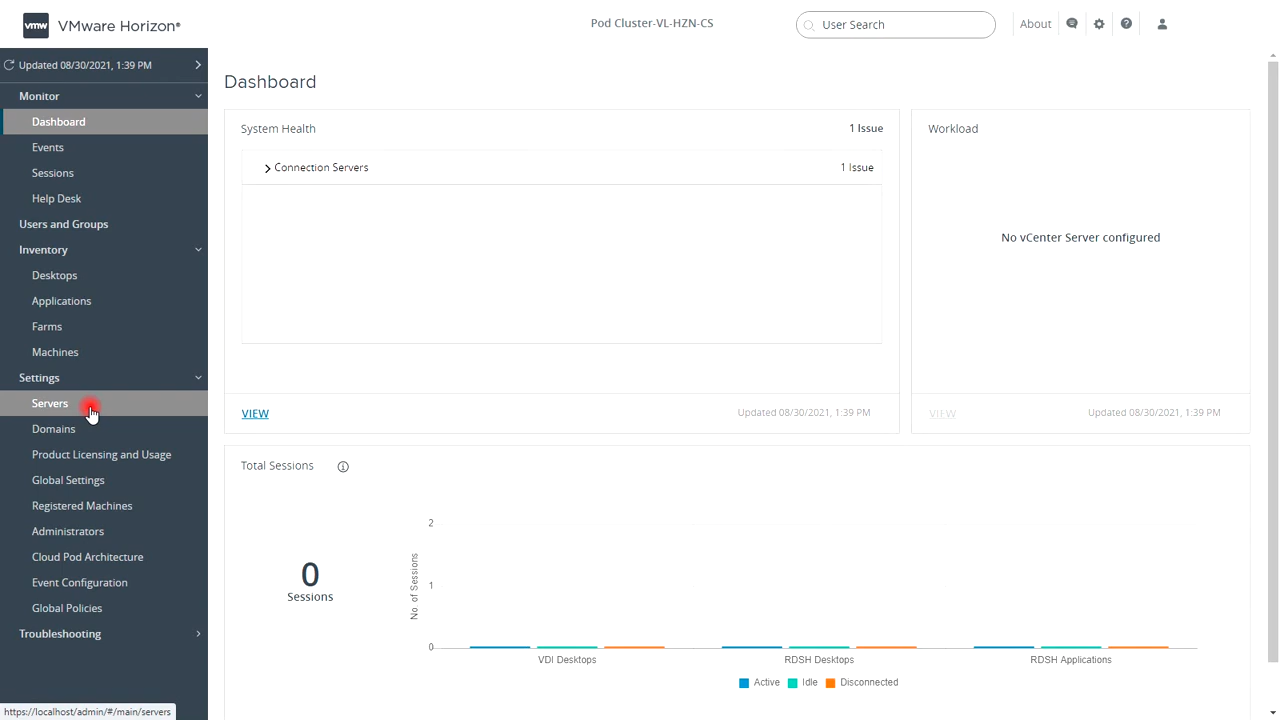 vmw VMware Horizon®
Pod Cluster-VL-HZN-CS
User Search
About
Updated 08/30/2021, 1:39 PM
Monitor
Dashboard
Events
Sessions
Help Desk
Users and Groups
Inventory
Desktops
Applications
Farms
Machines
Settings
Servers
Domains
Product Licensing and Usage
Global Settings
Registered Machines
Administrators
Cloud Pod Architecture
Event Configuration
Global Policies
Troubleshooting
https://localhost/admin/#/main/servers
Dashboard
System Health
1 Issue
Connection Servers
1 Issue
VIEW
Updated 08/30/2021, 1:39 PM
Workload
No vCenter Server configured
VIEW
Updated 08/30/2021, 1:39 PM
Total Sessions
0
Sessions
No. of Sessions
2
1
0
VDI Desktops
RDSH Desktops
RDSH Applications
Active
Idle
Disconnected